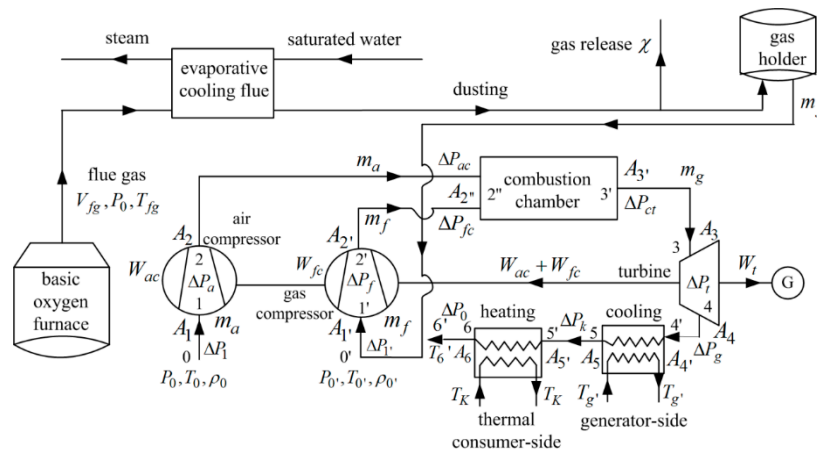 steam
saturated water
evaporative
cooling flue
gas release χ
gas
holder
dusting
flue gas
V_fg, P_0, T_fg
m_a
ΔP_ac
A_2''
2''
combustion
chamber
3'
A_3'
ΔP_ct
m_g
m_f
ΔP_fc
air
compressor
A_2
A_2'
W_ac
2
ΔP_a
1
W_fc
2'
ΔP_f
1'
gas
compressor
W_ac + W_fc
turbine
3
A_3
ΔP_t
4
A_4
W_t
G
basic
oxygen
furnace
A_1
m_a
0
ΔP_1
P_0, T_0, ρ_0
A_1'
m_f
0'
ΔP_1'
P_0', T_0', ρ_0'
heating
cooling
6'
ΔP_0
6
T_6'
A_6
5'
A_5'
ΔP_k
5
A_5
4'
A_4'
ΔP_g
T_K
T_K
T_g'
T_g'
thermal
consumer-side
generator-side